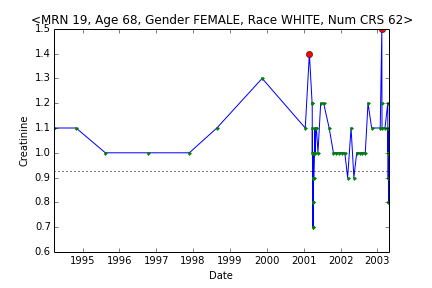 <MRN 19, Age 68, Gender FEMALE, Race WHITE, Num CRS 62>
1.5
1.4
1.3
1.2
1.1
1.0
0.9
0.8
0.7
0.6
Creatinine
1995 1996 1997 1998 1999 2000 2001 2002 2003
Date